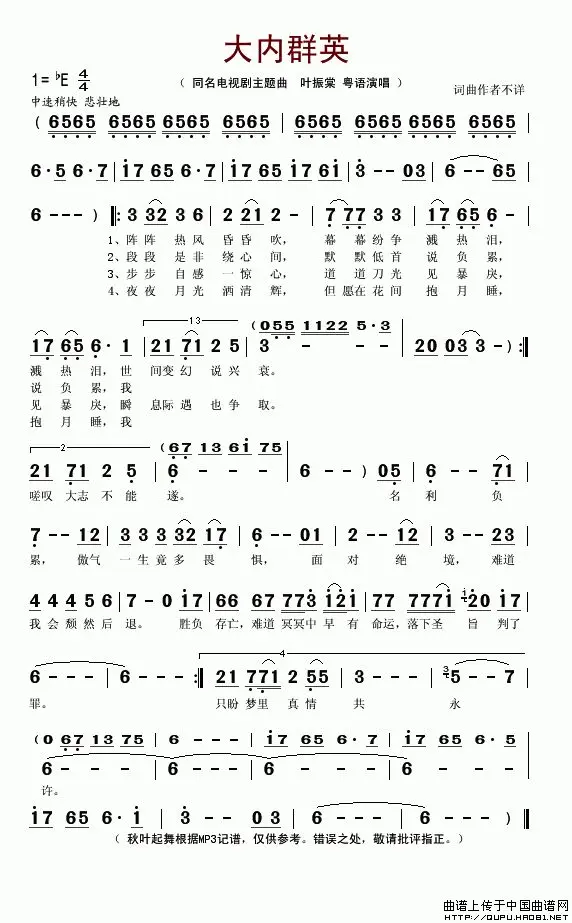 大内群英
1=♭E 4/4
（ 同名电视剧主题曲 叶振棠 粤语演唱 ）
中速稍快 悲壮地
词曲作者不详
( 6565 6565 6565 6565 | 6565 6565 6565 6565 |
6·5 6·7 | i765 6·7 | i765 i761 | 3 - - 03 | 6 - - 65 |
6 - - - ) ‖: 3 32 3 6 | 2 21 2 - | 7 77 3 3 | 17 65 6 - |
1、阵阵 热风 昏昏 吹， 幕 幕纷争 溅热泪，
2、段段 是非 绕心 间， 默 默低首 说负累，
3、步步 自感 一惊 心， 道 道刀光 见暴戾，
4、夜夜 月光 洒清 辉， 但 愿在花间 抱月睡，
13
(055 1122 5·3
17 65 6· 1 | 21 71 2 5 | 3 - - - | 20 03 3 - - ) :‖
溅热泪，世 间变幻 说兴 衰。
说负累，我
见暴戾，瞬 息际遇 也争 取。
抱月睡，我
2
(67 13 6i 75
21 71 2 5 | 6 - - - | 6 - - ) 05 | 6 - - 71 |
嗟叹 大志 不能 遂。 名 利 负
7 - - 12 | 3 3 3 32 17 | 6 - - 01 | 2 - - 12 | 3 - - 23 |
累， 傲气 一生竟多 畏 惧， 面 对 绝 境，难道
4 4 4 5 6 | 7 - 0 i7 | 66 67 773 i2i | 77 777i i20 i7 |
我会 颓然后 退。 胜负 存亡，难道 冥冥中 早 有 命运，落下圣 旨 判了
6 - - - | 6 - - - :‖ 21 771 2 55 | 3 - - - | 35 - - 7 |
4
罪。 只盼 梦里 真情 共 永
(0 67 13 75 | 6 - - - | i7 65 6·7 | i7 65 6·7 |
6 - - - | 6 - - - | 6 - - - | 6 - - - |
许。
i7 65 6·1 | 3 - - - | 0 3 0 | 6 - - - | 6 - - - ) ‖
（ 秋叶起舞根据MP3记谱，仅供参考。错误之处，敬请批评指正。）
曲谱上传于中国曲谱网
http://QUPU.HAO81.NET